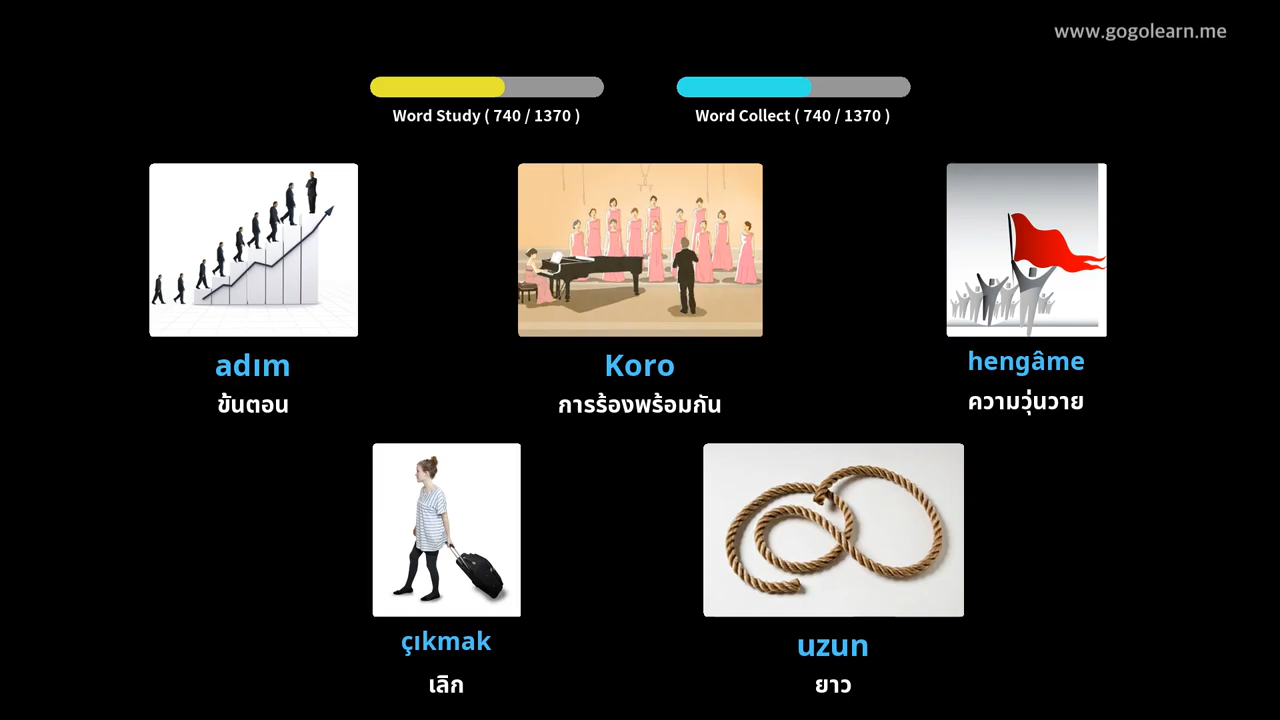 www.gogolearn.me
Word Study ( 740 / 1370 )
Word Collect ( 740 / 1370 )
adım
ขั้นตอน
Koro
การร้องพร้อมกัน
hengâme
ความวุ่นวาย
çıkmak
เลิก
uzun
ยาว